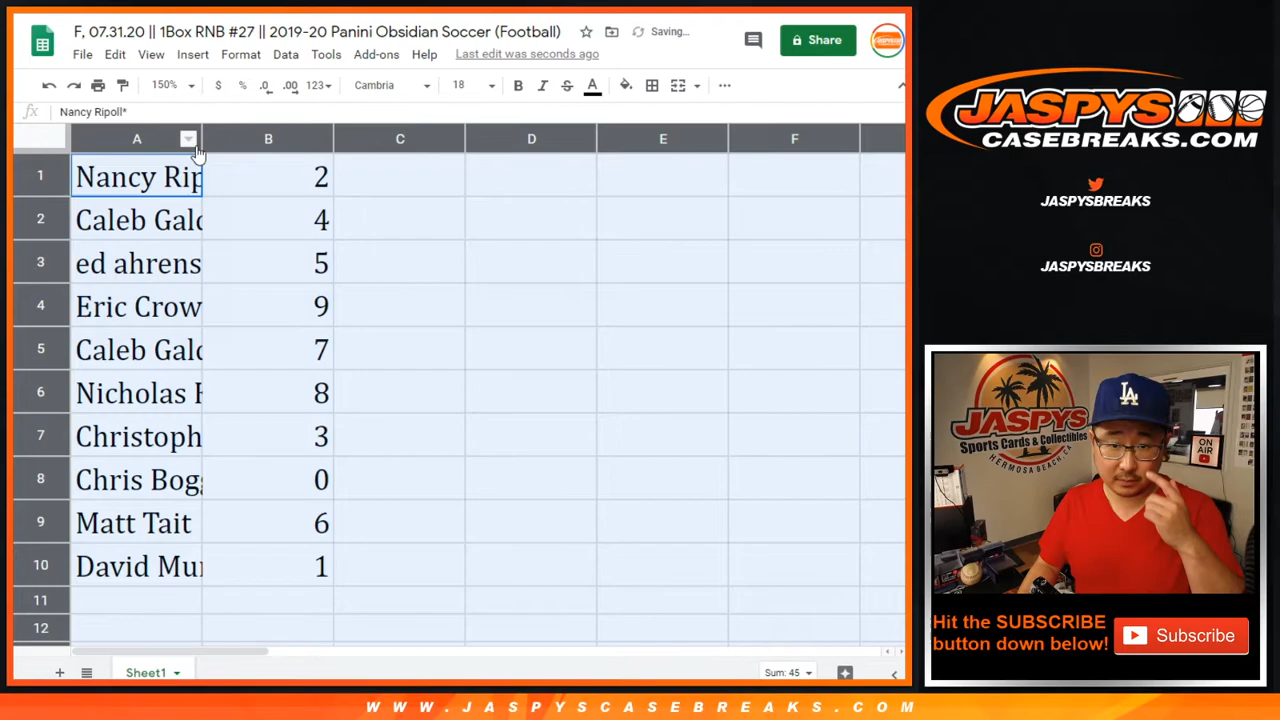 F, 07.31.20 || 1Box RNB #27 || 2019-20 Panini Obsidian Soccer (Football)
Saving...
Share
File Edit View Insert Format Data Tools Add-ons Help Last edit was seconds ago
150% $ % .0 .00 123 Cambria 18 B I S A
fx Nancy Ripoll*
A B C D E F
1 Nancy Rip 2
2 Caleb Galc 4
3 ed ahrens 5
4 Eric Crow 9
5 Caleb Galc 7
6 Nicholas 8
7 Christoph 3
8 Chris Bogg 0
9 Matt Tait 6
10 David Mu 1
11
12
Sheet1
Sum: 45
JASPYS
CASEBREAKS.COM
JASPYSBREAKS
JASPYSBREAKS
LA
JASPYS
Sports Cards & Collectibles
HERMOSA BEACH, CA
ON AIR
Hit the SUBSCRIBE
button down below!
Subscribe
WWW.JASPYSCASEBREAKS.COM